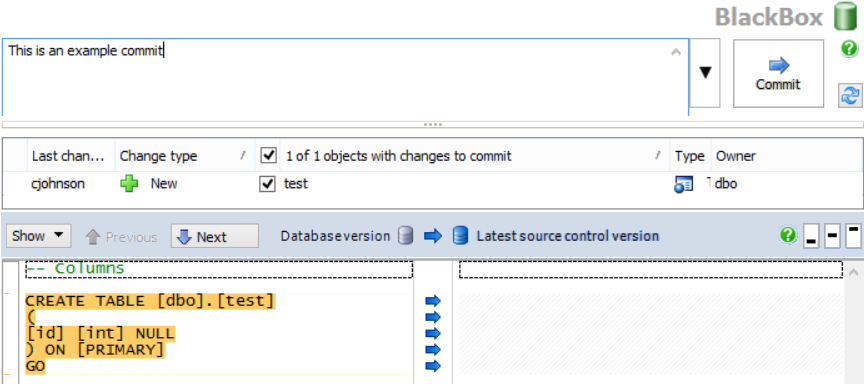 BlackBox
This is an example commit
Commit
Last chan... Change type 1 of 1 objects with changes to commit Type Owner
cjohnson New test dbo
Show Previous Next Database version Latest source control version
-- Columns
CREATE TABLE [dbo].[test]
(
[id] [int] NULL
) ON [PRIMARY]
GO